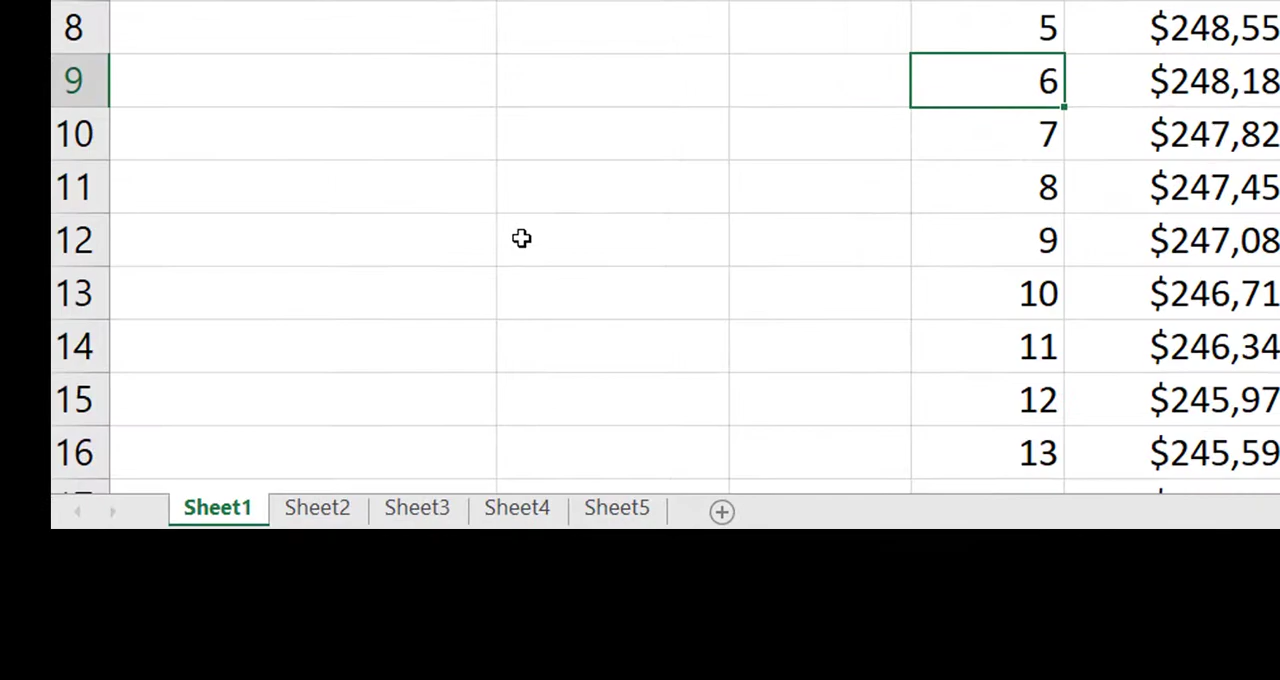 8 5 $248,55
9 6 $248,18
10 7 $247,82
11 8 $247,45
12 9 $247,08
13 10 $246,71
14 11 $246,34
15 12 $245,97
16 13 $245,59
Sheet1 Sheet2 Sheet3 Sheet4 Sheet5